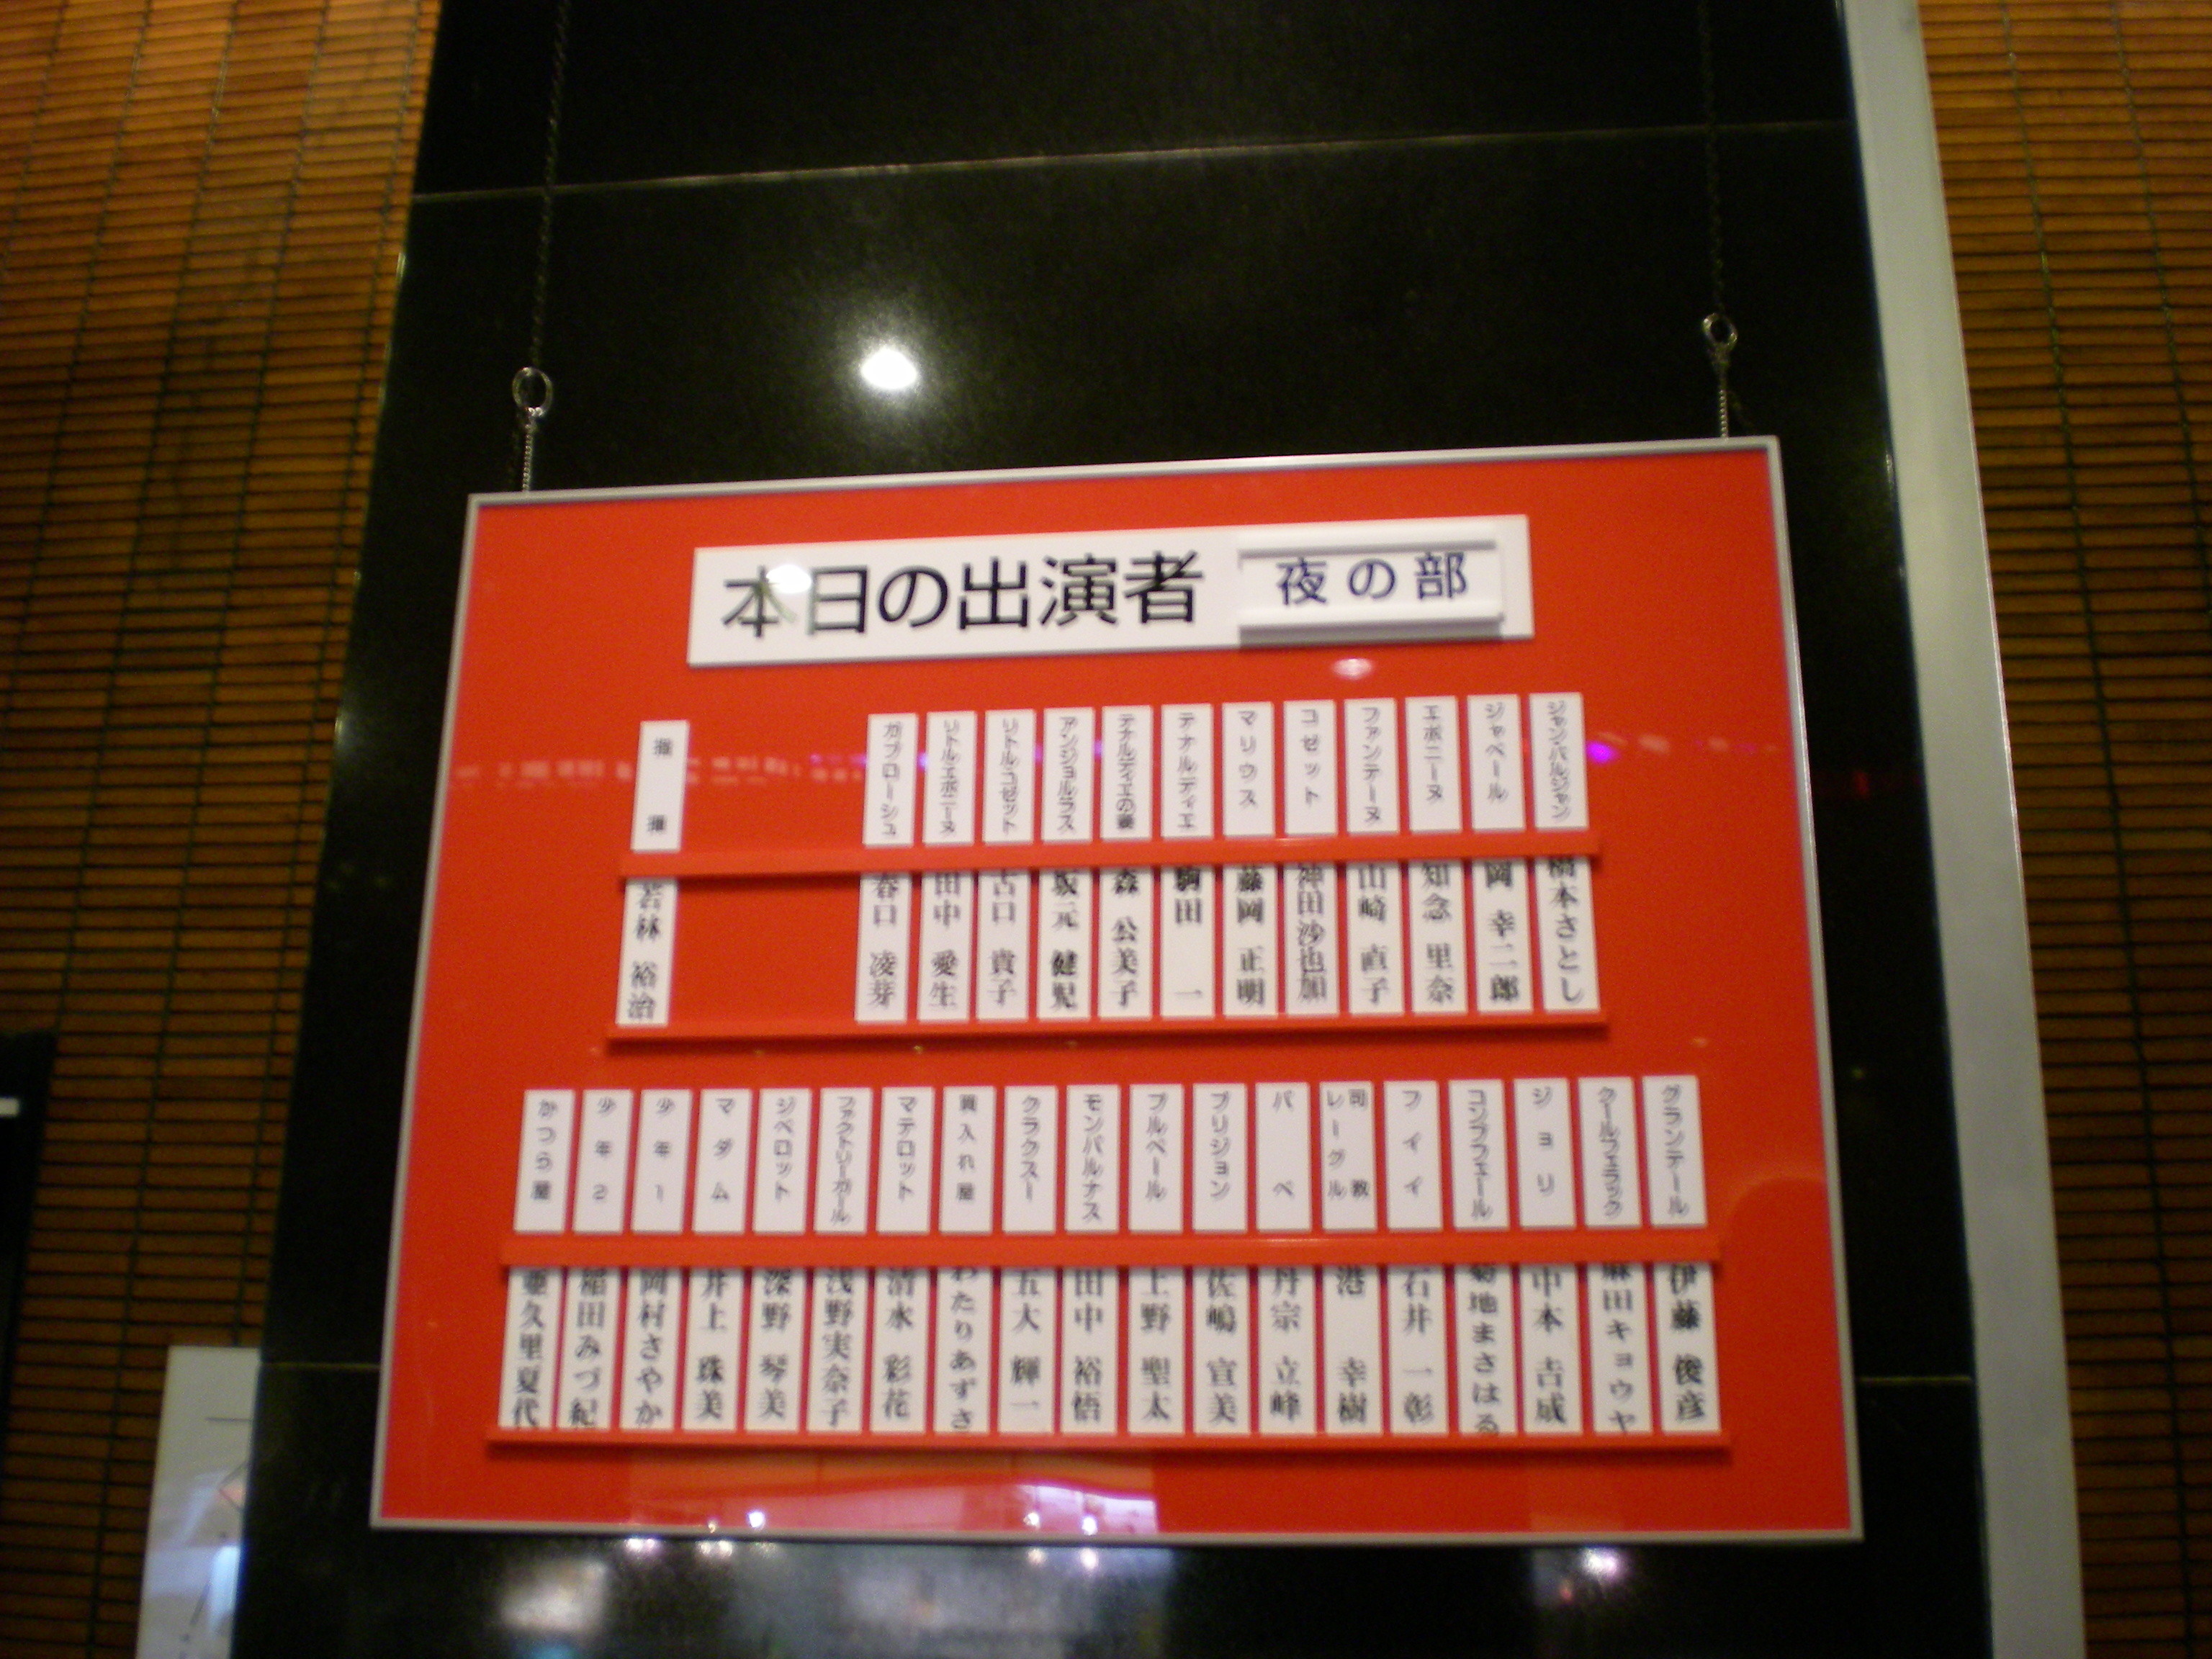 本日の出演者 夜の部
ジャン・バルジャン 橋本さとし
ジャベール 岡 幸二郎
エポニーヌ 知念 里奈
ファンテーヌ 山崎 直子
コゼット 神田沙也加
マリウス 藤岡 正明
テナルディエ 駒田 一
テナルディエの妻 森 公美子
アンジョルラス 坂元 健児
リトル・コゼット 古口 貴子
リトル・エポニーヌ 田中 愛生
ガブローシュ 春口 凌芽
指揮 若林 裕治
グランテール 伊藤 俊彦
クールフェラック 麻田キョウヤ
ジョリ 中本 吉成
コンブフェール 菊地まさはる
フイイ 石井 一彰
司教 レーグル 港 幸樹
バベ 丹宗 立峰
ブリジョン 佐嶋 宣美
プルベール 上野 聖太
モンパルナス 田中 裕悟
クラクスー 五大 輝一
買入れ屋 わたりあずさ
マテロット 清水 彩花
ファクトリーガール 浅野実奈子
ジベロット 深野 琴美
マダム 井上 珠美
少年1 岡村さやか
少年2 稲田みづ紀
かつら屋 亜久里夏代